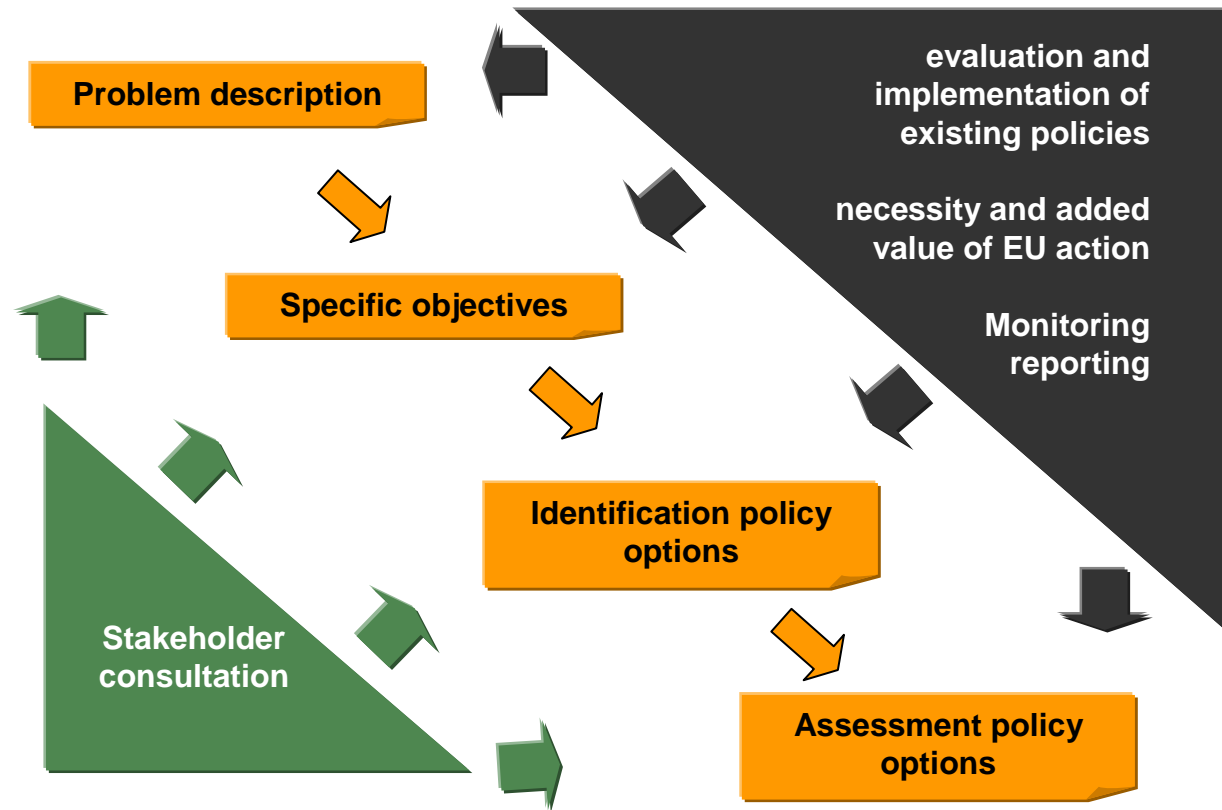 Problem description
evaluation and
implementation of
existing policies
necessity and added
value of EU action
Monitoring
reporting
Specific objectives
Identification policy
options
Stakeholder
consultation
Assessment policy
options